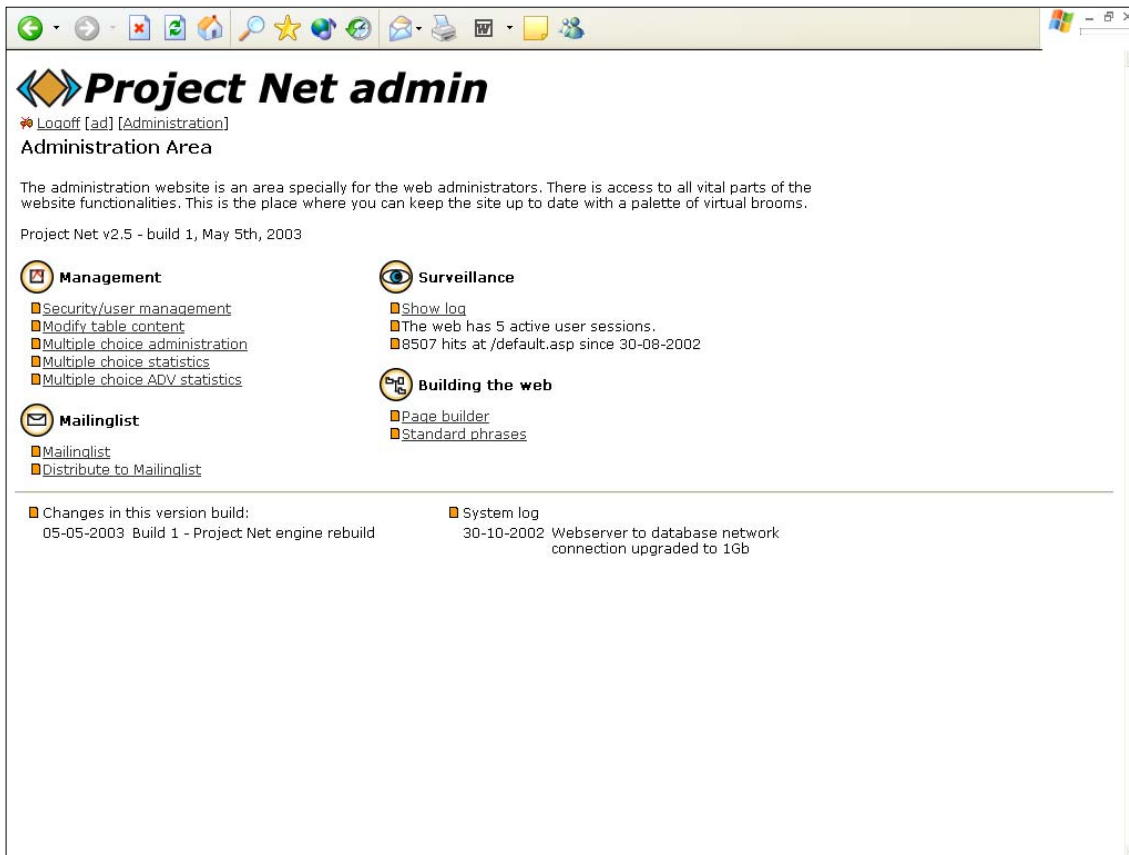 Project Net admin
Logoff [ad] [Administration]
Administration Area
The administration website is an area specially for the web administrators. There is access to all vital parts of the
website functionalities. This is the place where you can keep the site up to date with a palette of virtual brooms.
Project Net v2.5 - build 1, May 5th, 2003
Management
Security/user management
Modify table content
Multiple choice administration
Multiple choice statistics
Multiple choice ADV statistics
Mailinglist
Mailinglist
Distribute to Mailinglist
Surveillance
Show log
The web has 5 active user sessions.
8507 hits at /default.asp since 30-08-2002
Building the web
Page builder
Standard phrases
Changes in this version build:
05-05-2003 Build 1 - Project Net engine rebuild
System log
30-10-2002 Webserver to database network
connection upgraded to 1Gb